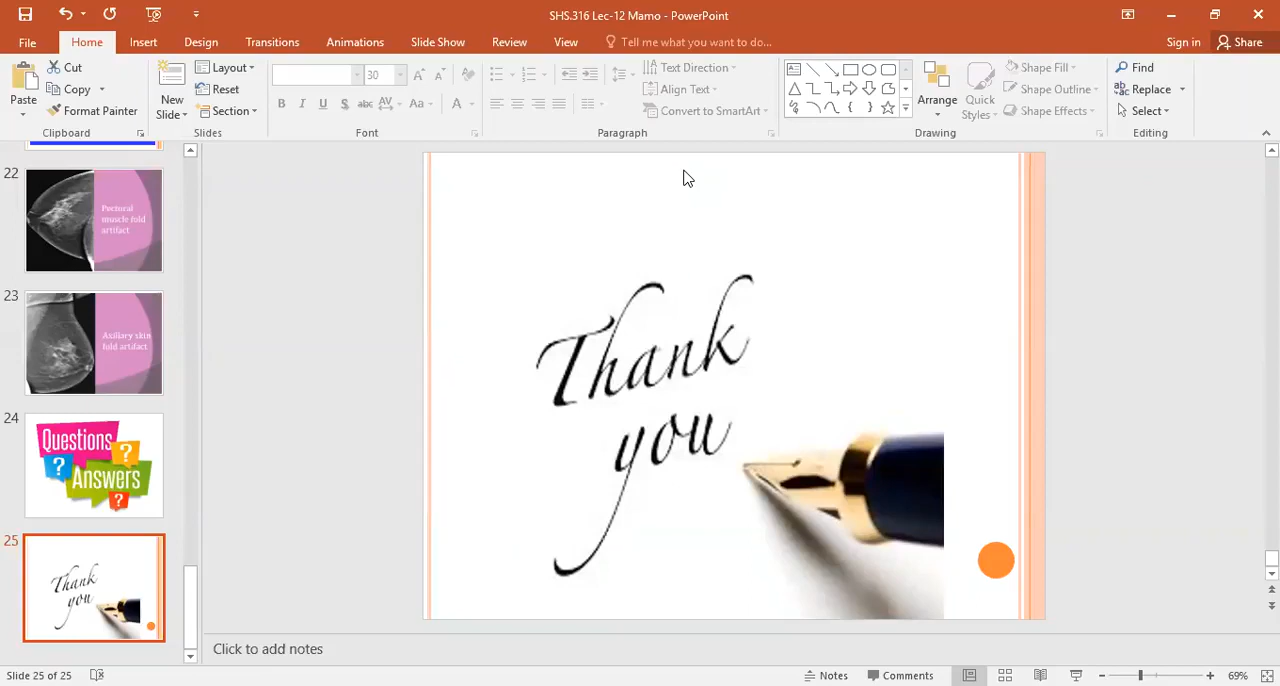 SHS.316 Lec-12 Mamo - PowerPoint
File Home Insert Design Transitions Animations Slide Show Review View Tell me what you want to do... Sign in Share
Cut
Copy
Format Painter
Paste
Clipboard
New Slide
Layout
Reset
Section
Slides
30
B I U S abc AV Aa A
Font
Text Direction
Align Text
Convert to SmartArt
Paragraph
Arrange
Quick Styles
Shape Fill
Shape Outline
Shape Effects
Drawing
Find
Replace
Select
Editing
22
Pectoral
muscle fold
artifact
23
Axillary skin
fold artifact
24
Questions
?
?
Answers
?
25
Thank
you
Thank
you
Click to add notes
Slide 25 of 25 Notes Comments 69%